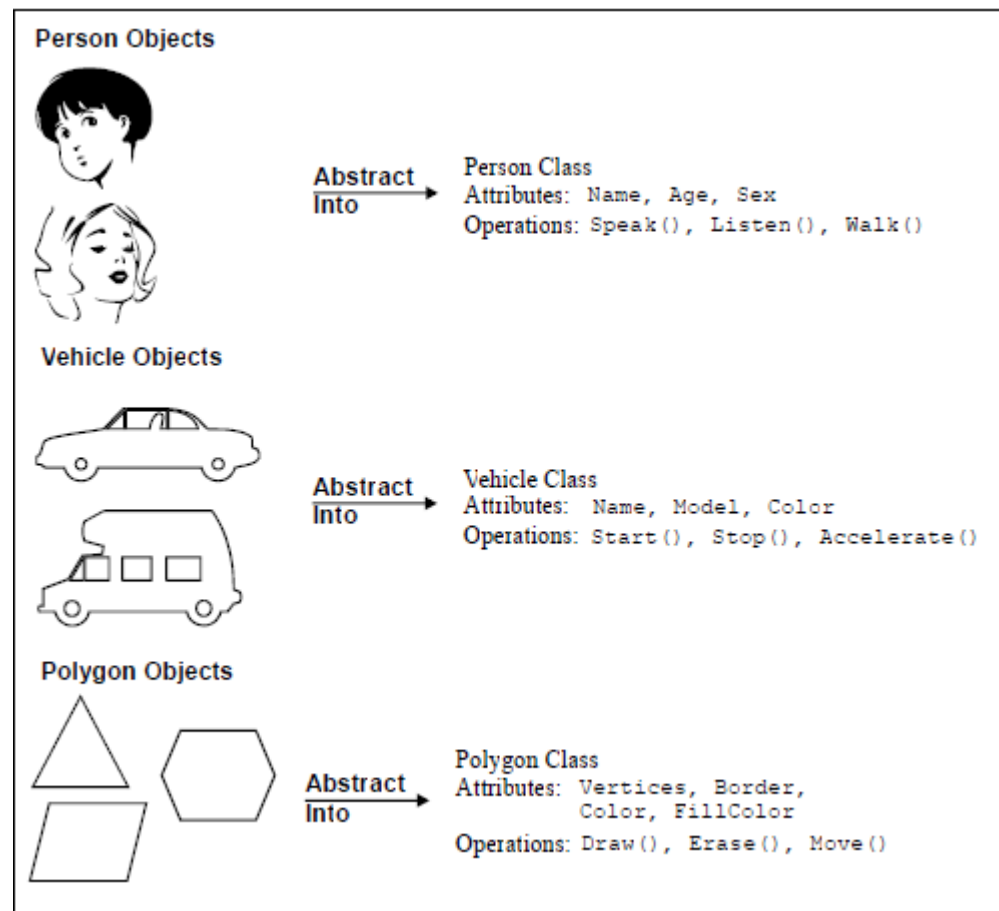 Person Objects
Abstract
Into
Person Class
Attributes: Name, Age, Sex
Operations: Speak(), Listen(), Walk()
Vehicle Objects
Abstract
Into
Vehicle Class
Attributes: Name, Model, Color
Operations: Start(), Stop(), Accelerate()
Polygon Objects
Abstract
Into
Polygon Class
Attributes: Vertices, Border,
Color, FillColor
Operations: Draw(), Erase(), Move()